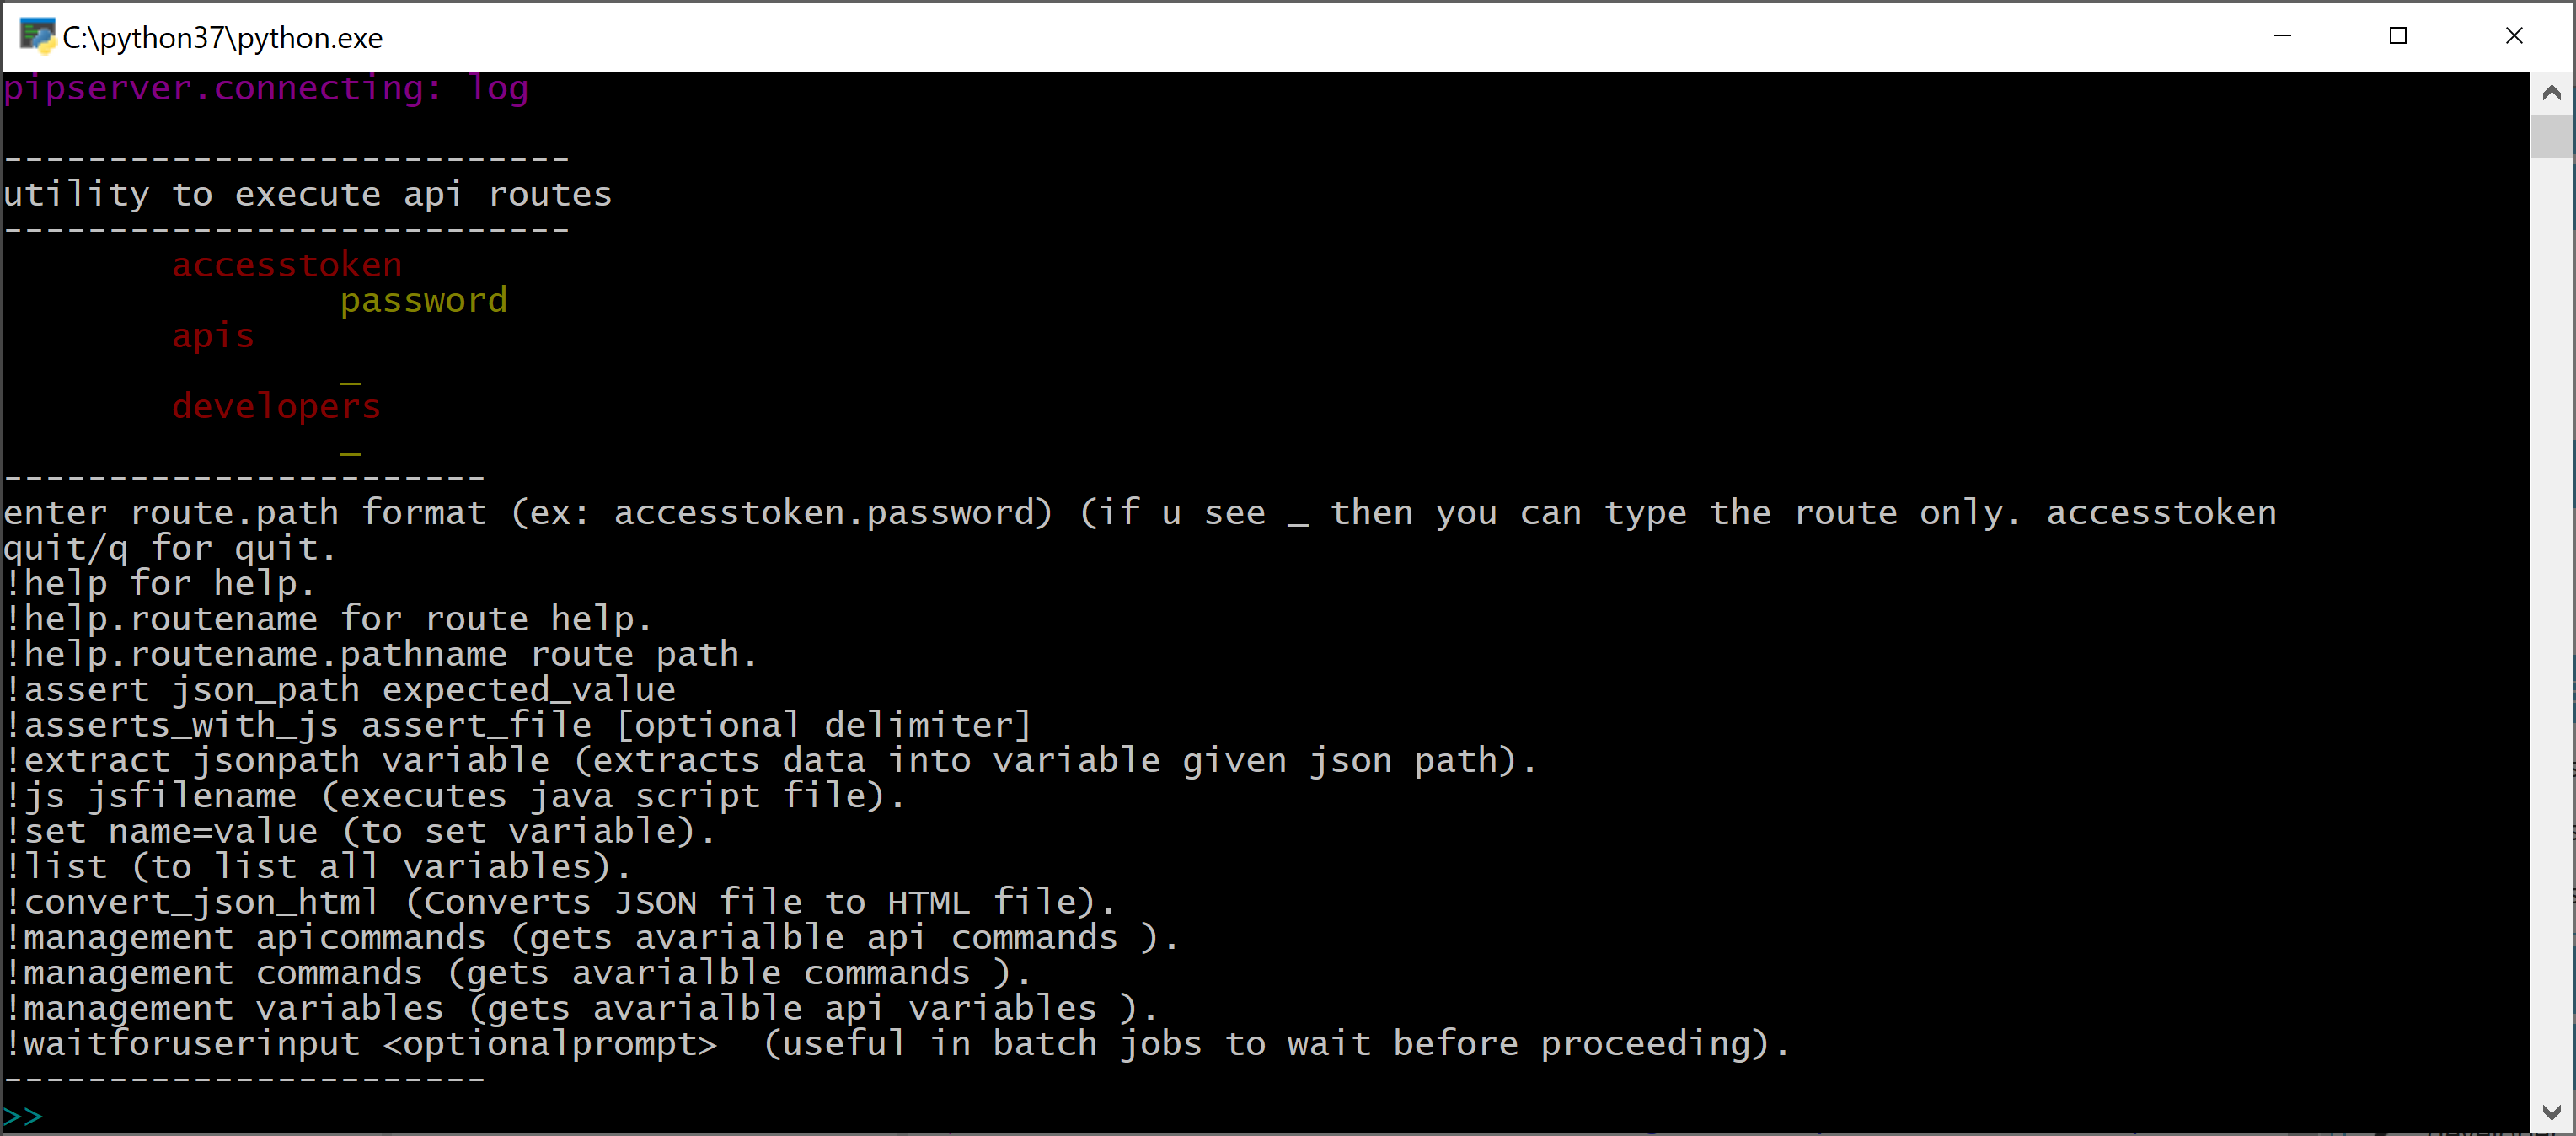 C:\python37\python.exe
pipserver.connecting: log
---------------------------
utility to execute api routes
---------------------------
accesstoken
password
apis
_
developers
_
-----------------------
enter route.path format (ex: accesstoken.password) (if u see _ then you can type the route only. accesstoken
quit/q for quit.
!help for help.
!help.routename for route help.
!help.routename.pathname route path.
!assert json_path expected_value
!asserts_with_js assert_file [optional delimiter]
!extract jsonpath variable (extracts data into variable given json path).
!js jsfilename (executes java script file).
!set name=value (to set variable).
!list (to list all variables).
!convert_json_html (Converts JSON file to HTML file).
!management apicommands (gets avarialble api commands ).
!management commands (gets avarialble commands ).
!management variables (gets avarialble api variables ).
!waitforuserinput <optionalprompt>  (useful in batch jobs to wait before proceeding).
-----------------------
>>